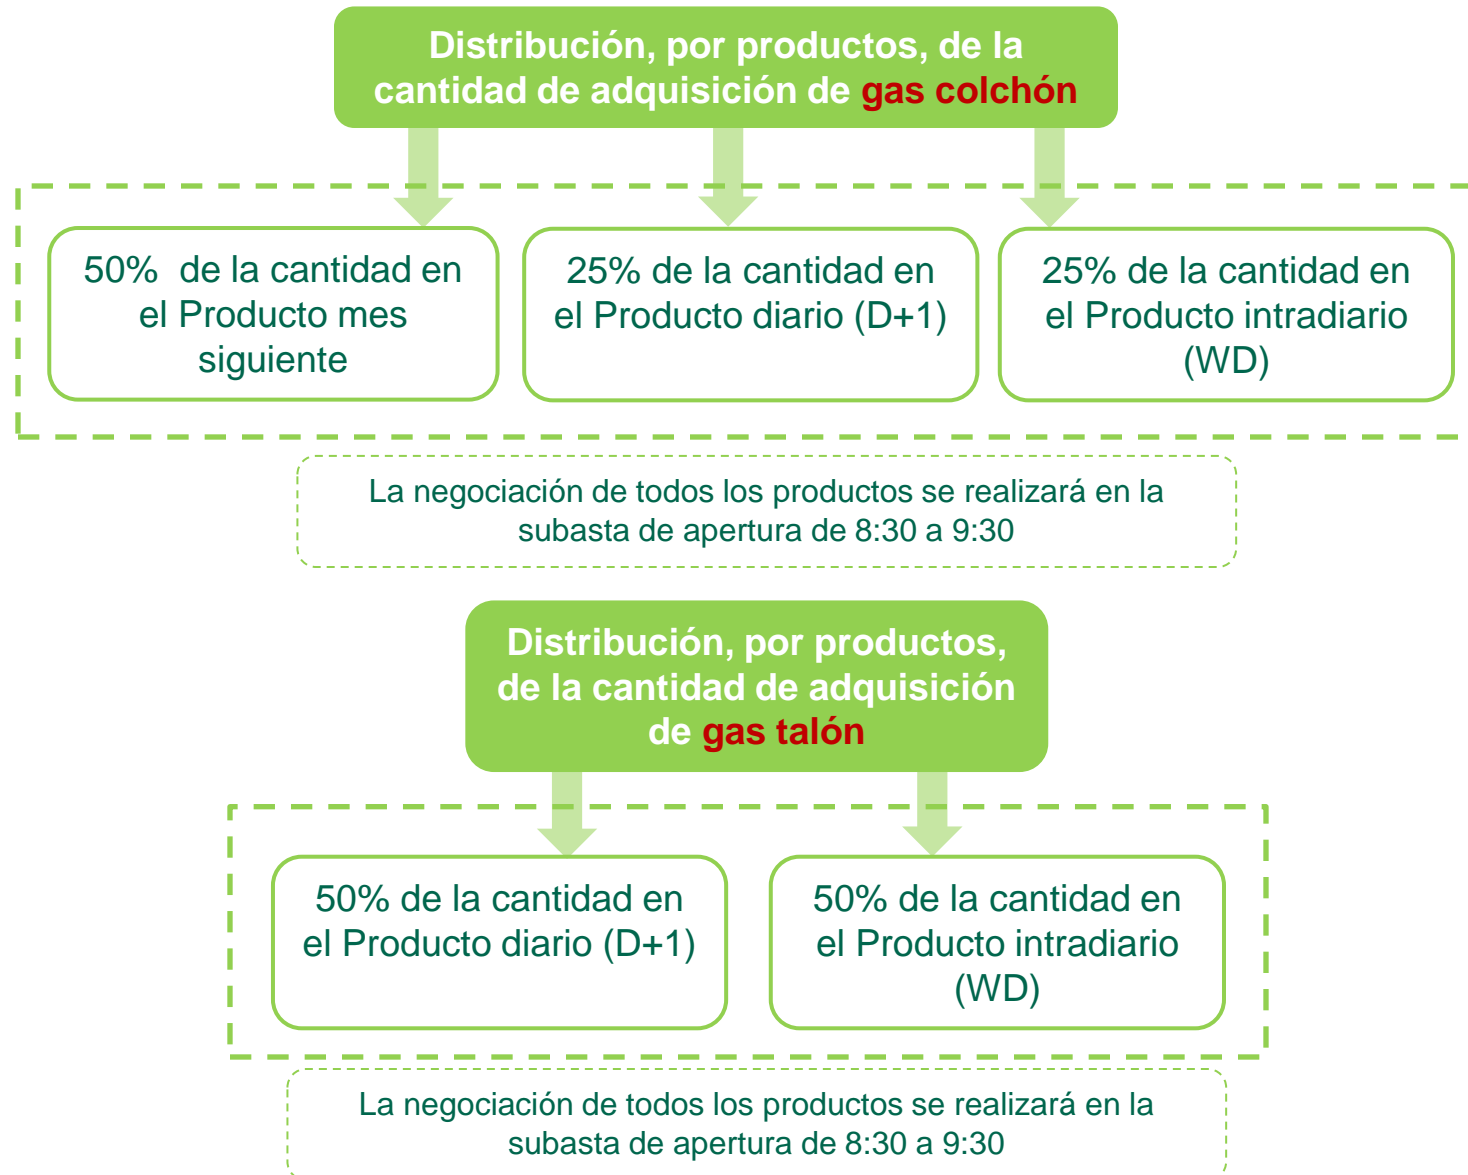 Distribución, por productos, de la
cantidad de adquisición de gas colchón
50% de la cantidad en
el Producto mes
siguiente
25% de la cantidad en
el Producto diario (D+1)
25% de la cantidad en
el Producto intradiario
(WD)
La negociación de todos los productos se realizará en la
subasta de apertura de 8:30 a 9:30
Distribución, por productos,
de la cantidad de adquisición
de gas talón
50% de la cantidad en
el Producto diario (D+1)
50% de la cantidad en
el Producto intradiario
(WD)
La negociación de todos los productos se realizará en la
subasta de apertura de 8:30 a 9:30